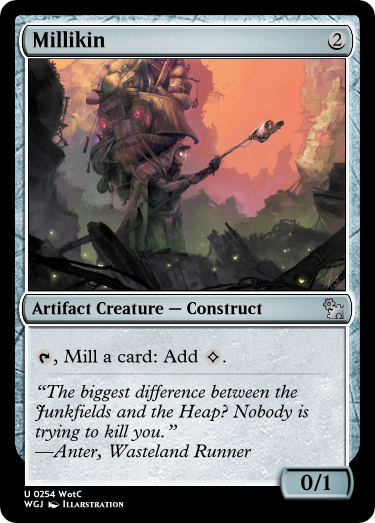 Millikin 2
Artifact Creature — Construct
, Mill a card: Add .
“The biggest difference between the
Junkfields and the Heap? Nobody is
trying to kill you.”
—Anter, Wasteland Runner
0/1
U 0254 WotC
WGJ Illarstration